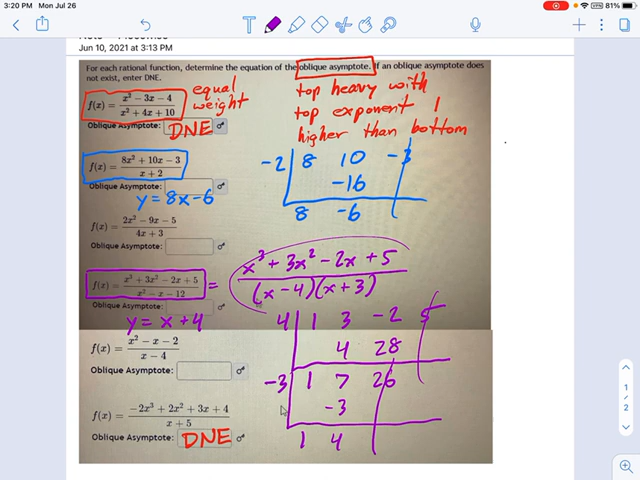 3:20 PM Mon Jul 26
81%
Jun 10, 2021 at 3:13 PM
For each rational function, determine the equation of the oblique asymptote. If an oblique asymptote does
not exist, enter DNE.
equal
weight
top heavy with
top exponent 1
higher than bottom
f(x) = x² − 3x − 4 / x² + 4x + 10
Oblique Asymptote: DNE
f(x) = 8x² + 10x − 3 / x + 2
Oblique Asymptote:
y = 8x − 6
-2 8 10 -3
-16
8 -6
f(x) = 2x² − 9x − 5 / 4x + 3
Oblique Asymptote:
f(x) = x³ + 3x² − 2x + 5 / x² − x − 12 = x³ + 3x² − 2x + 5 / (x − 4)(x + 3)
Oblique Asymptote:
y = x + 4
4 1 3 -2 5
4 28
-3 1 7 26
-3
1 4
f(x) = x² − x − 2 / x − 4
Oblique Asymptote:
f(x) = −2x³ + 2x² + 3x + 4 / x + 5
Oblique Asymptote: DNE
1
/
2